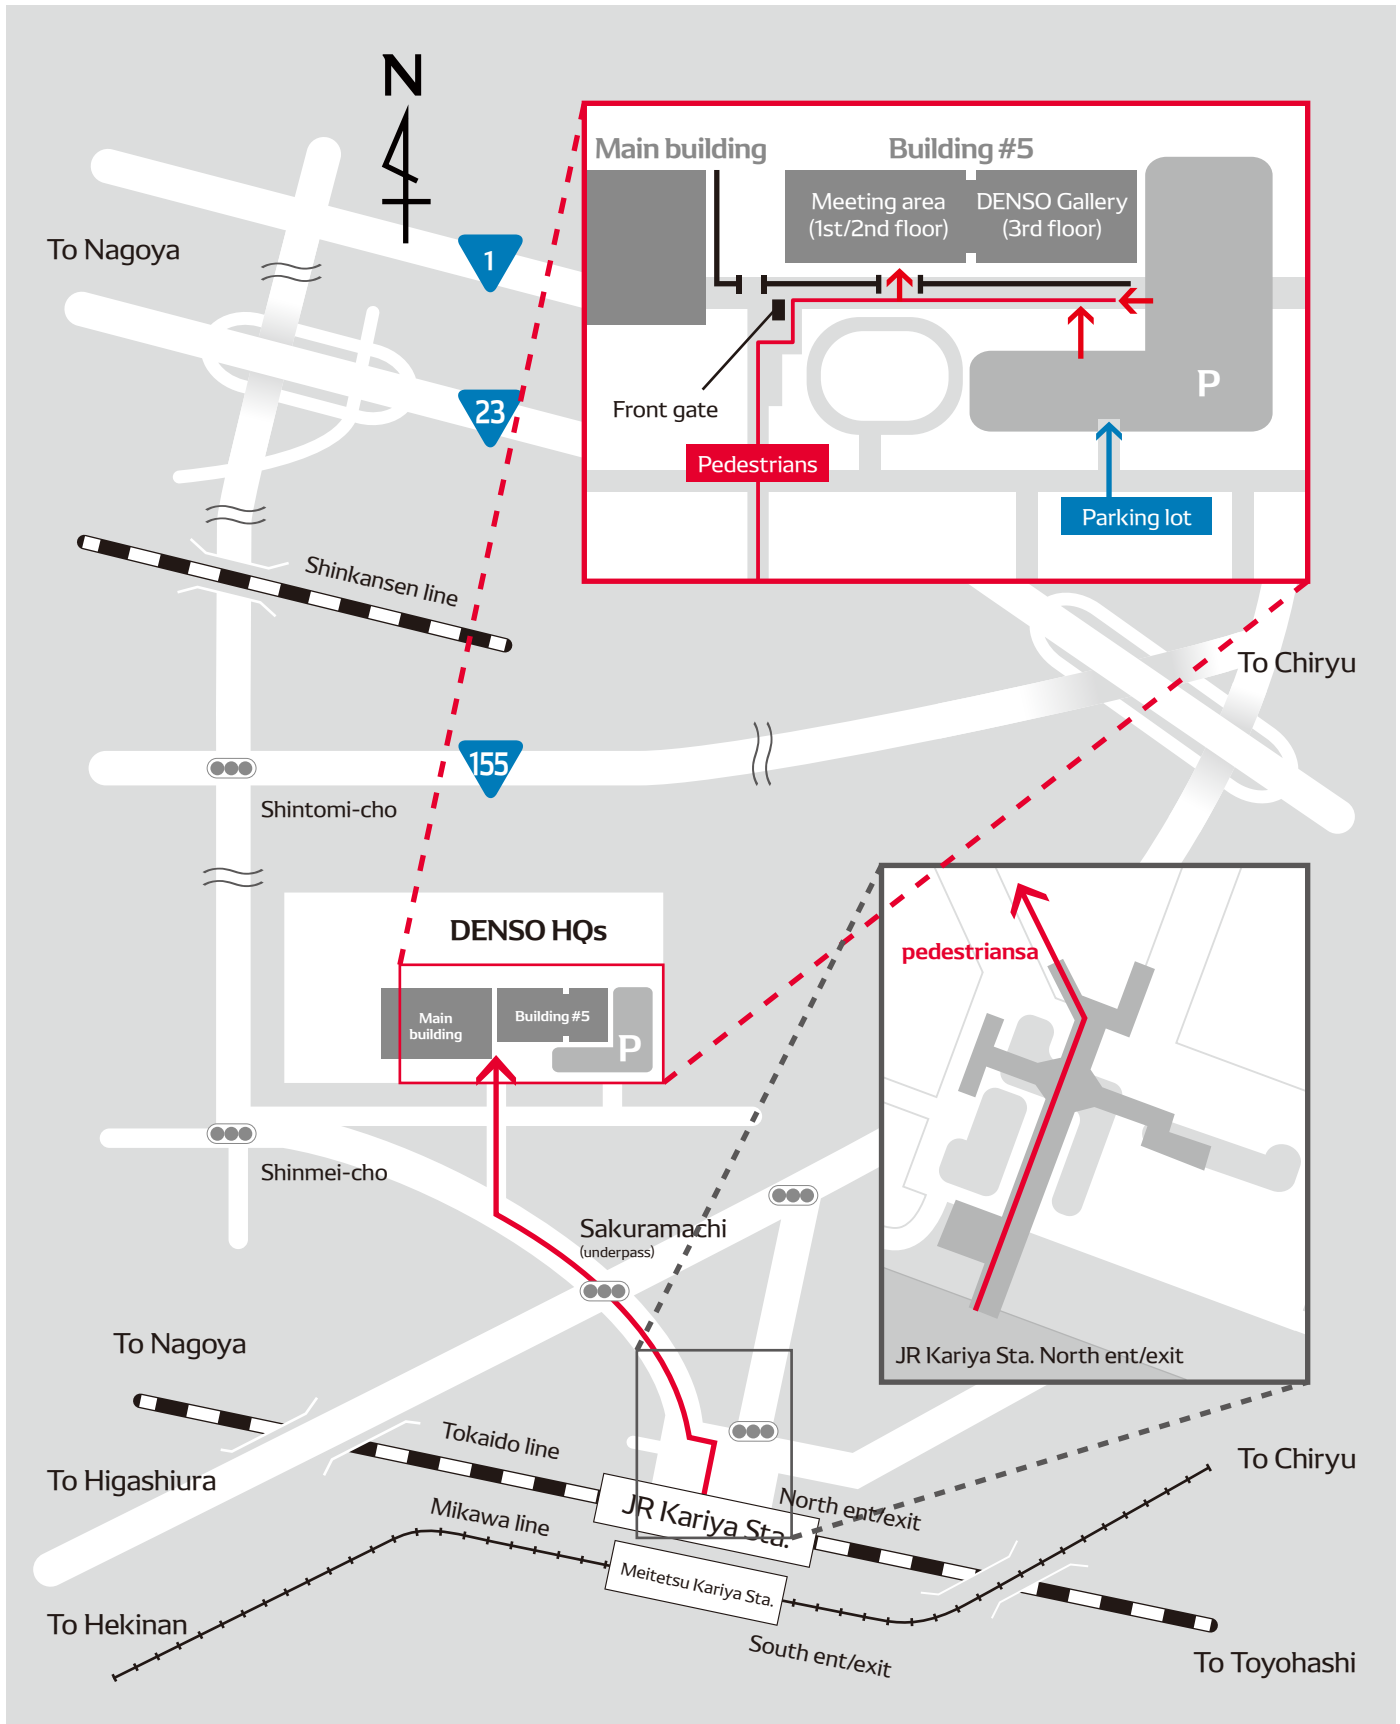 N
To Nagoya
1
23
Main building
Building #5
Meeting area
(1st/2nd floor)
DENSO Gallery
(3rd floor)
Front gate
P
Pedestrians
Parking lot
Shinkansen line
To Chiryu
155
Shintomi-cho
DENSO HQs
Main
building
Building #5
P
pedestriansa
Shinmei-cho
Sakuramachi
(underpass)
JR Kariya Sta. North ent/exit
To Nagoya
Tokaido line
To Higashiura
Mikawa line
JR Kariya Sta.
North ent/exit
To Chiryu
Meitetsu Kariya Sta.
To Hekinan
South ent/exit
To Toyohashi